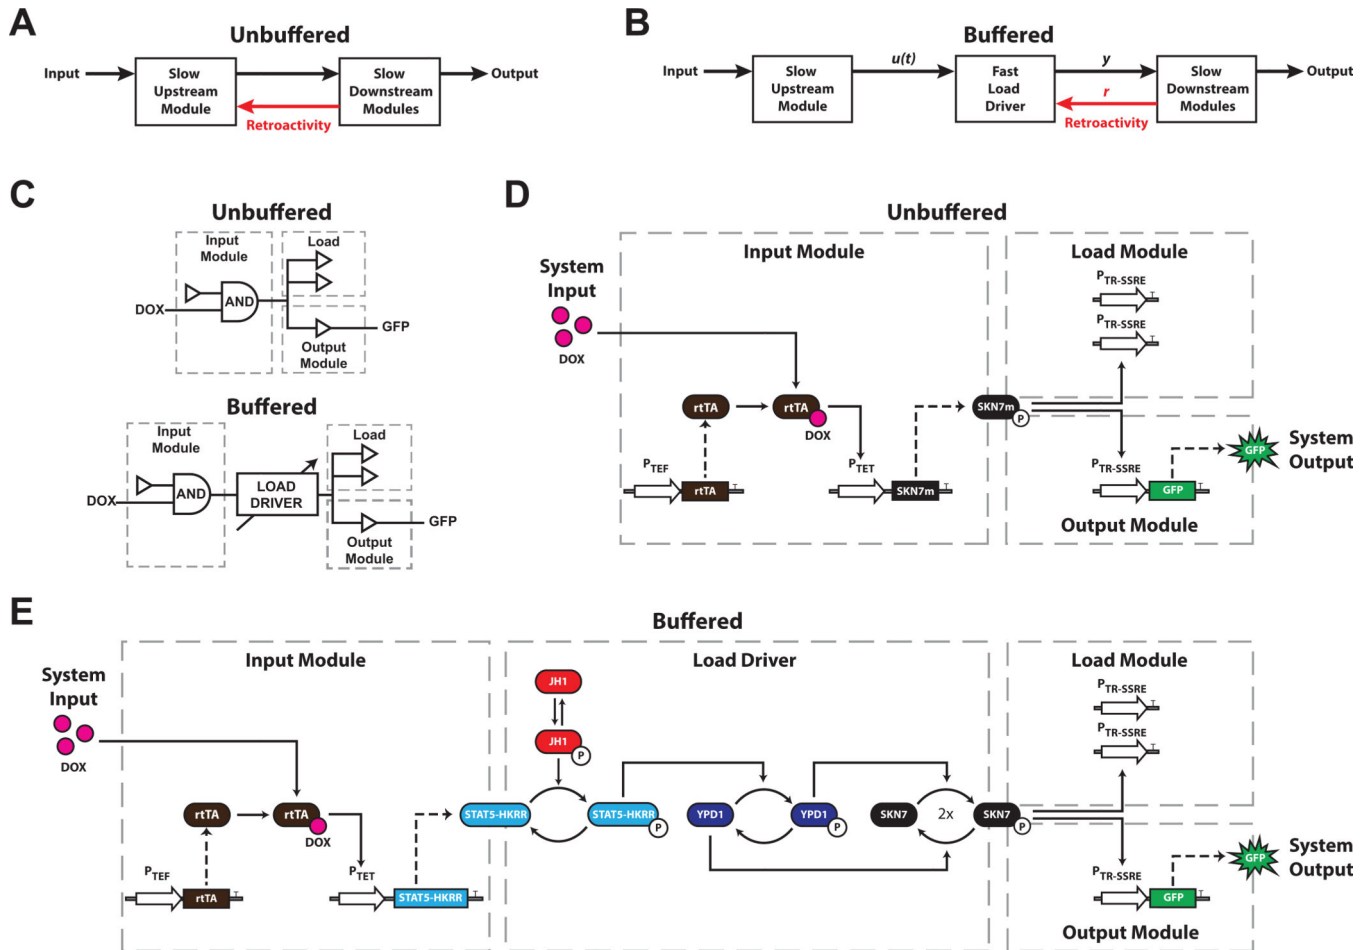 A
Unbuffered
Input
Slow
Upstream
Module
Slow
Downstream
Modules
Output
Retroactivity
B
Buffered
Input
Slow
Upstream
Module
u(t)
Fast
Load
Driver
y
r
Retroactivity
Slow
Downstream
Modules
Output
C
Unbuffered
Input
Module
Load
AND
DOX
GFP
Output
Module
Buffered
Input
Module
Load
AND
DOX
LOAD
DRIVER
GFP
Output
Module
D
Unbuffered
System
Input
DOX
Input Module
rtTA
rtTA
DOX
PTEF
rtTA
T
PTET
SKN7m
T
SKN7m
P
Load Module
PTR-SSRE
T
PTR-SSRE
T
PTR-SSRE
GFP
T
GFP
System
Output
Output Module
E
Buffered
System
Input
DOX
Input Module
rtTA
rtTA
DOX
PTEF
rtTA
T
PTET
STAT5-HKRR
T
Load Driver
JH1
JH1
P
STAT5-HKRR
STAT5-HKRR
P
YPD1
YPD1
P
SKN7
2x
SKN7
P
Load Module
PTR-SSRE
T
PTR-SSRE
T
PTR-SSRE
GFP
T
GFP
System
Output
Output Module